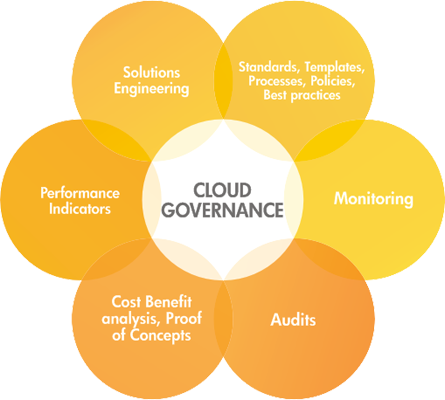 Solutions
Engineering
Standards, Templates,
Processes, Policies,
Best practices
Performance
Indicators
CLOUD
GOVERNANCE
Monitoring
Cost Benefit
analysis, Proof
of Concepts
Audits